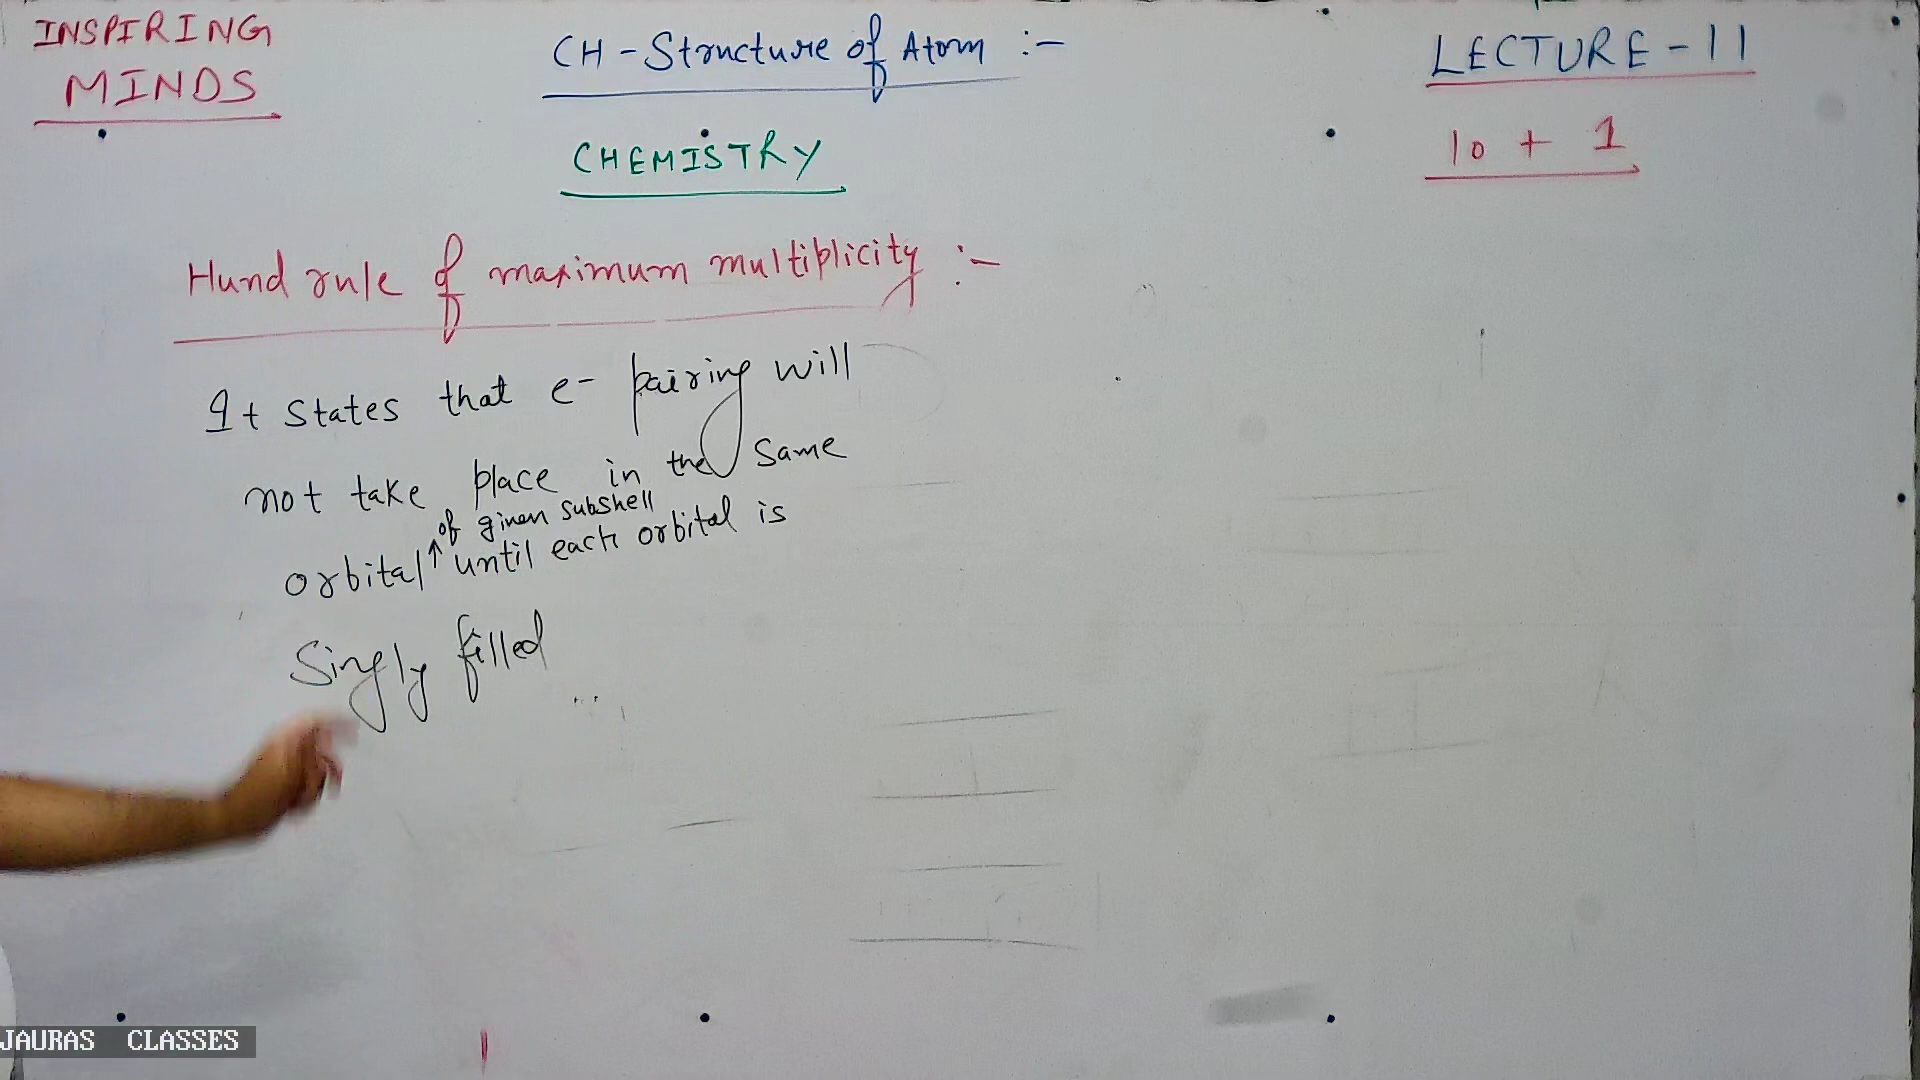 INSPIRING
MINDS
CH - Structure of Atom :-
CHEMISTRY
LECTURE - 11
10 + 1
Hund rule of maximum multiplicity :-
It states that e- pairing will
not take place in the same
of given subshell
orbital ↑ until each orbital is
Singly filled
JAURAS CLASSES